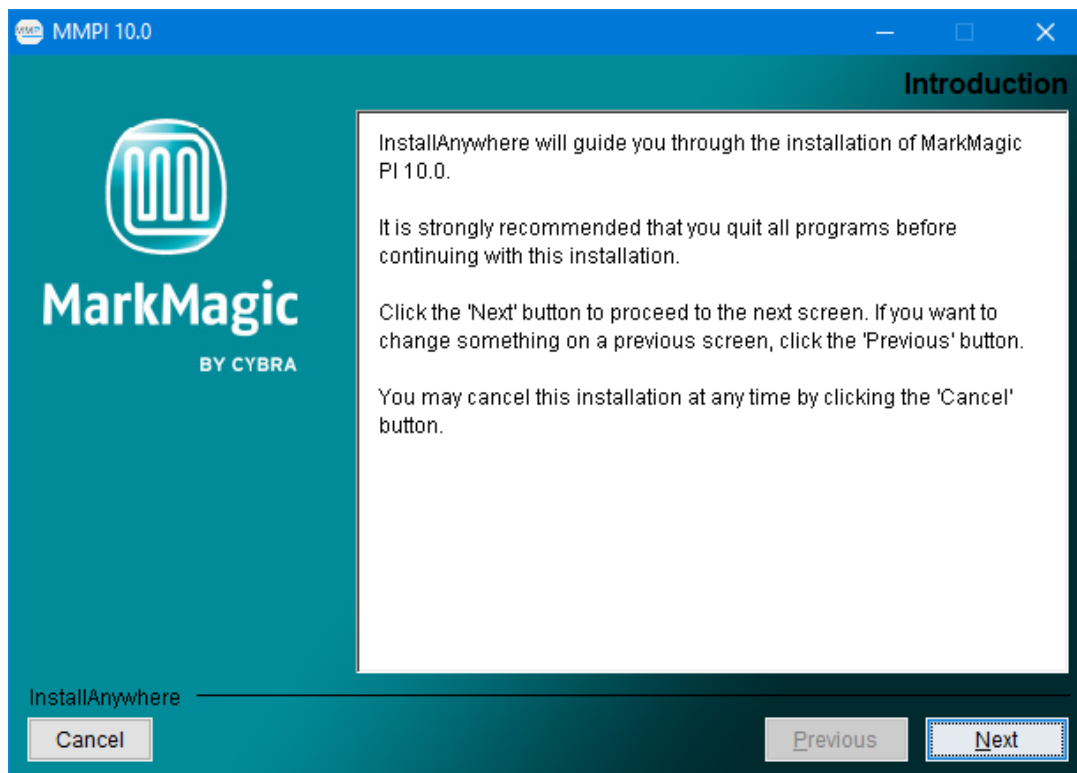 MMPI 10.0
Introduction
MarkMagic
BY CYBRA
InstallAnywhere will guide you through the installation of MarkMagic
PI 10.0.
It is strongly recommended that you quit all programs before
continuing with this installation.
Click the 'Next' button to proceed to the next screen. If you want to
change something on a previous screen, click the 'Previous' button.
You may cancel this installation at any time by clicking the 'Cancel'
button.
InstallAnywhere
Cancel
Previous
Next